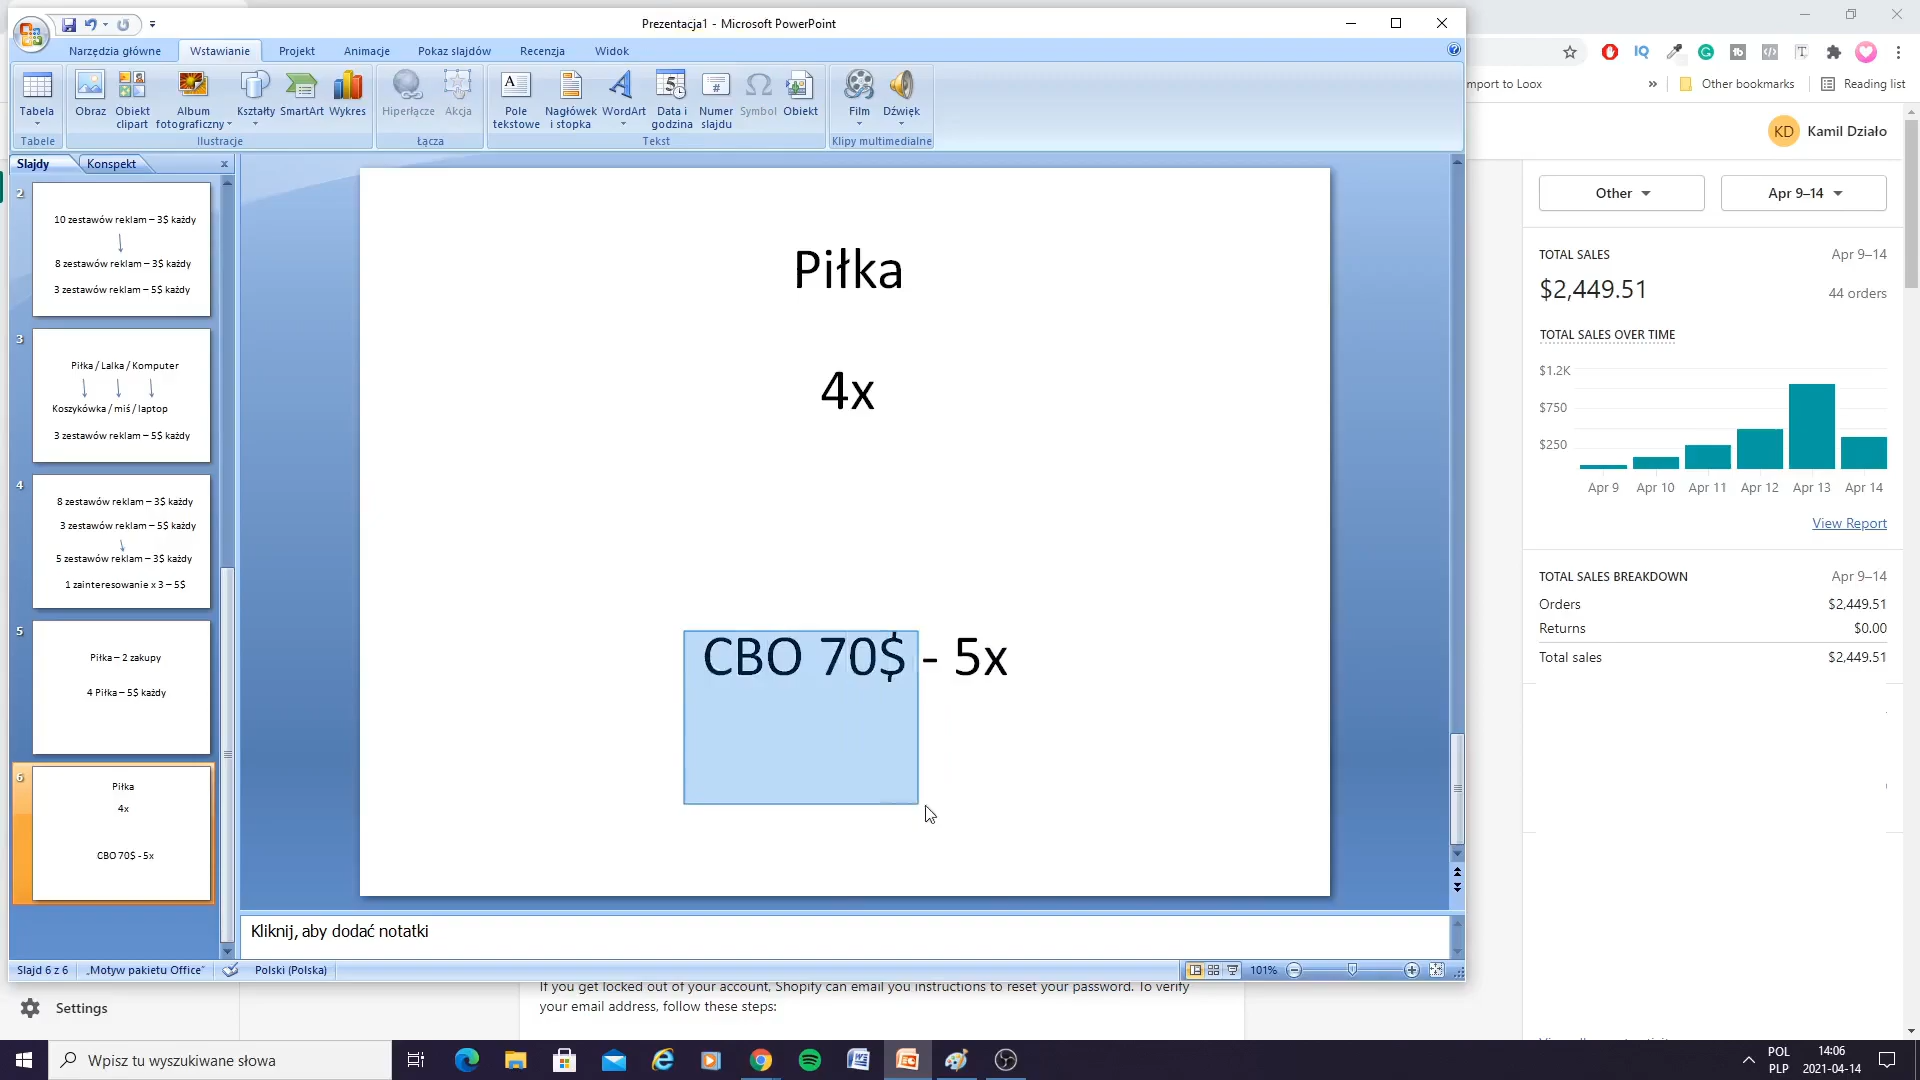 Prezentacja1 - Microsoft PowerPoint
Narzędzia główne
Wstawianie
Projekt
Animacje
Pokaz slajdów
Recenzja
Widok
Tabela
Obraz
Obiekt clipart
Album fotograficzny
Kształty
SmartArt
Wykres
Hiperłącze
Akcja
Pole tekstowe
Nagłówek i stopka
WordArt
Data i godzina
Numer slajdu
Symbol
Obiekt
Film
Dźwięk
Tabele
Ilustracje
Łącza
Tekst
Klipy multimedialne
Slajdy
Konspekt
2
10 zestawów reklam – 3$ każdy
8 zestawów reklam – 3$ każdy
3 zestawów reklam – 5$ każdy
3
Piłka / Lalka / Komputer
Koszykówka / miś / laptop
3 zestawów reklam – 5$ każdy
4
8 zestawów reklam – 3$ każdy
3 zestawów reklam – 5$ każdy
5 zestawów reklam – 3$ każdy
1 zainteresowanie x 3 – 5$
5
Piłka – 2 zakupy
4 Piłka – 5$ każdy
6
Piłka
4x
CBO 70$ - 5x
Piłka
4x
CBO 70$ - 5x
Kliknij, aby dodać notatki
Slajd 6 z 6
„Motyw pakietu Office”
Polski (Polska)
101%
mport to Loox
»
Other bookmarks
Reading list
KD
Kamil Działo
Other
Apr 9–14
TOTAL SALES
Apr 9–14
$2,449.51
44 orders
TOTAL SALES OVER TIME
$1.2K
$750
$250
Apr 9
Apr 10
Apr 11
Apr 12
Apr 13
Apr 14
View Report
TOTAL SALES BREAKDOWN
Apr 9–14
Orders
$2,449.51
Returns
$0.00
Total sales
$2,449.51
If you get locked out of your account, Shopify can email you instructions to reset your password. To verify
your email address, follow these steps:
Settings
Wpisz tu wyszukiwane słowa
POL
PLP
14:06
2021-04-14